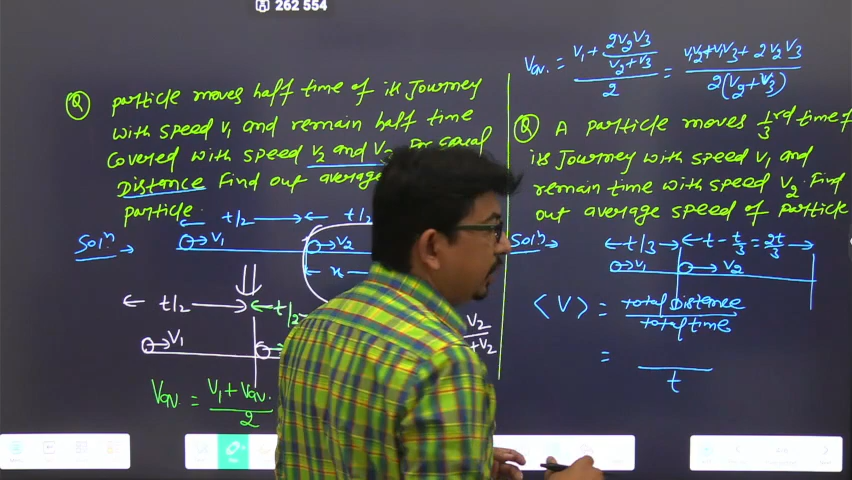 262 554
Q particle moves half time of its Journey
with speed v1 and remain half time
covered with speed v2 and v3 For equal
Distance Find out average
particle.
t/2 t/2
Soln → v1 v2
x
t/2 t/2
v1
Vav. = v1 + Vav. / 2
v2
+v2
Vav. = (v1 + 2v2v3/(v2+v3)) / 2 = (v1v2+v1v3+2v2v3) / 2(v2+v3)
Q A particle moves 1/3rd time of
its Journey with speed v1 and
remain time with speed v2. Find
out average speed of particle
Soln → t/3 t - t/3 = 2t/3
v1 v2
<V> = total Distance / total time
= / t